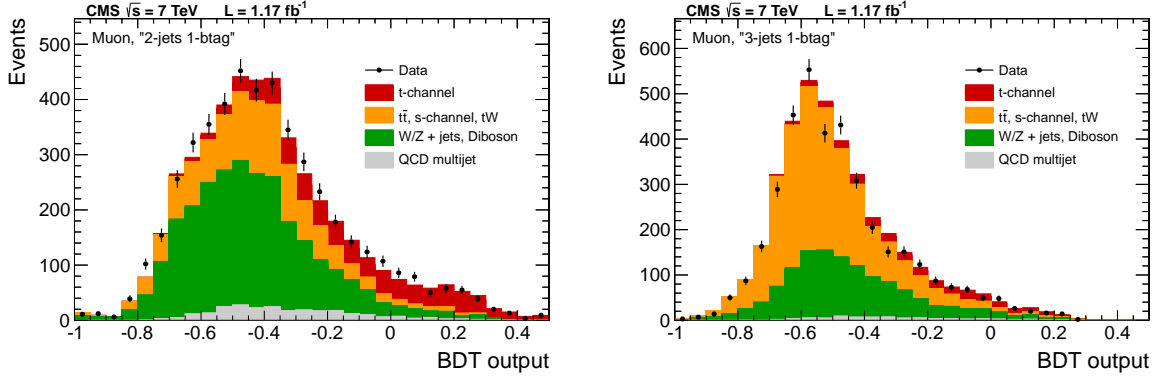 CMS √s = 7 TeV L = 1.17 fb⁻¹
Muon, "2-jets 1-btag"
Events
500
400
300
200
100
0
Data
t-channel
tt̄, s-channel, tW
W/Z + jets, Diboson
QCD multijet
-1 -0.8 -0.6 -0.4 -0.2 0 0.2 0.4
BDT output
CMS √s = 7 TeV L = 1.17 fb⁻¹
Muon, "3-jets 1-btag"
Events
600
500
400
300
200
100
0
Data
t-channel
tt̄, s-channel, tW
W/Z + jets, Diboson
QCD multijet
-1 -0.8 -0.6 -0.4 -0.2 0 0.2 0.4
BDT output